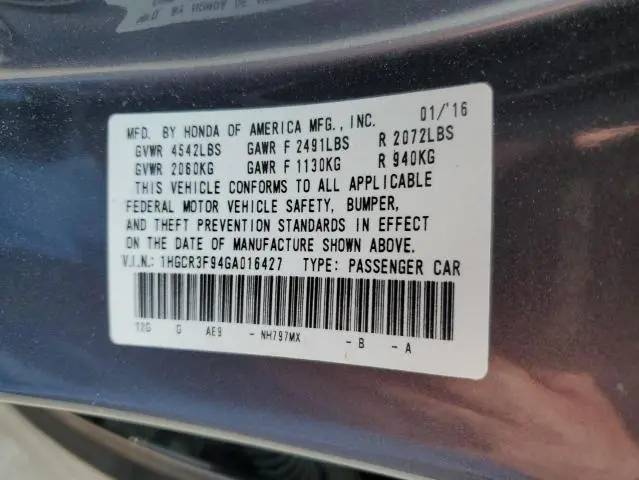 MFD. BY HONDA OF AMERICA MFG., INC. 01/'16
GVWR 4542LBS GAWR F 2491LBS R 2072LBS
GVWR 2060KG GAWR F 1130KG R 940KG
THIS VEHICLE CONFORMS TO ALL APPLICABLE
FEDERAL MOTOR VEHICLE SAFETY, BUMPER,
AND THEFT PREVENTION STANDARDS IN EFFECT
ON THE DATE OF MANUFACTURE SHOWN ABOVE.
V.I.N.: 1HGCR3F94GA016427 TYPE: PASSENGER CAR
T2G G AE9 - NH797MX - B - A